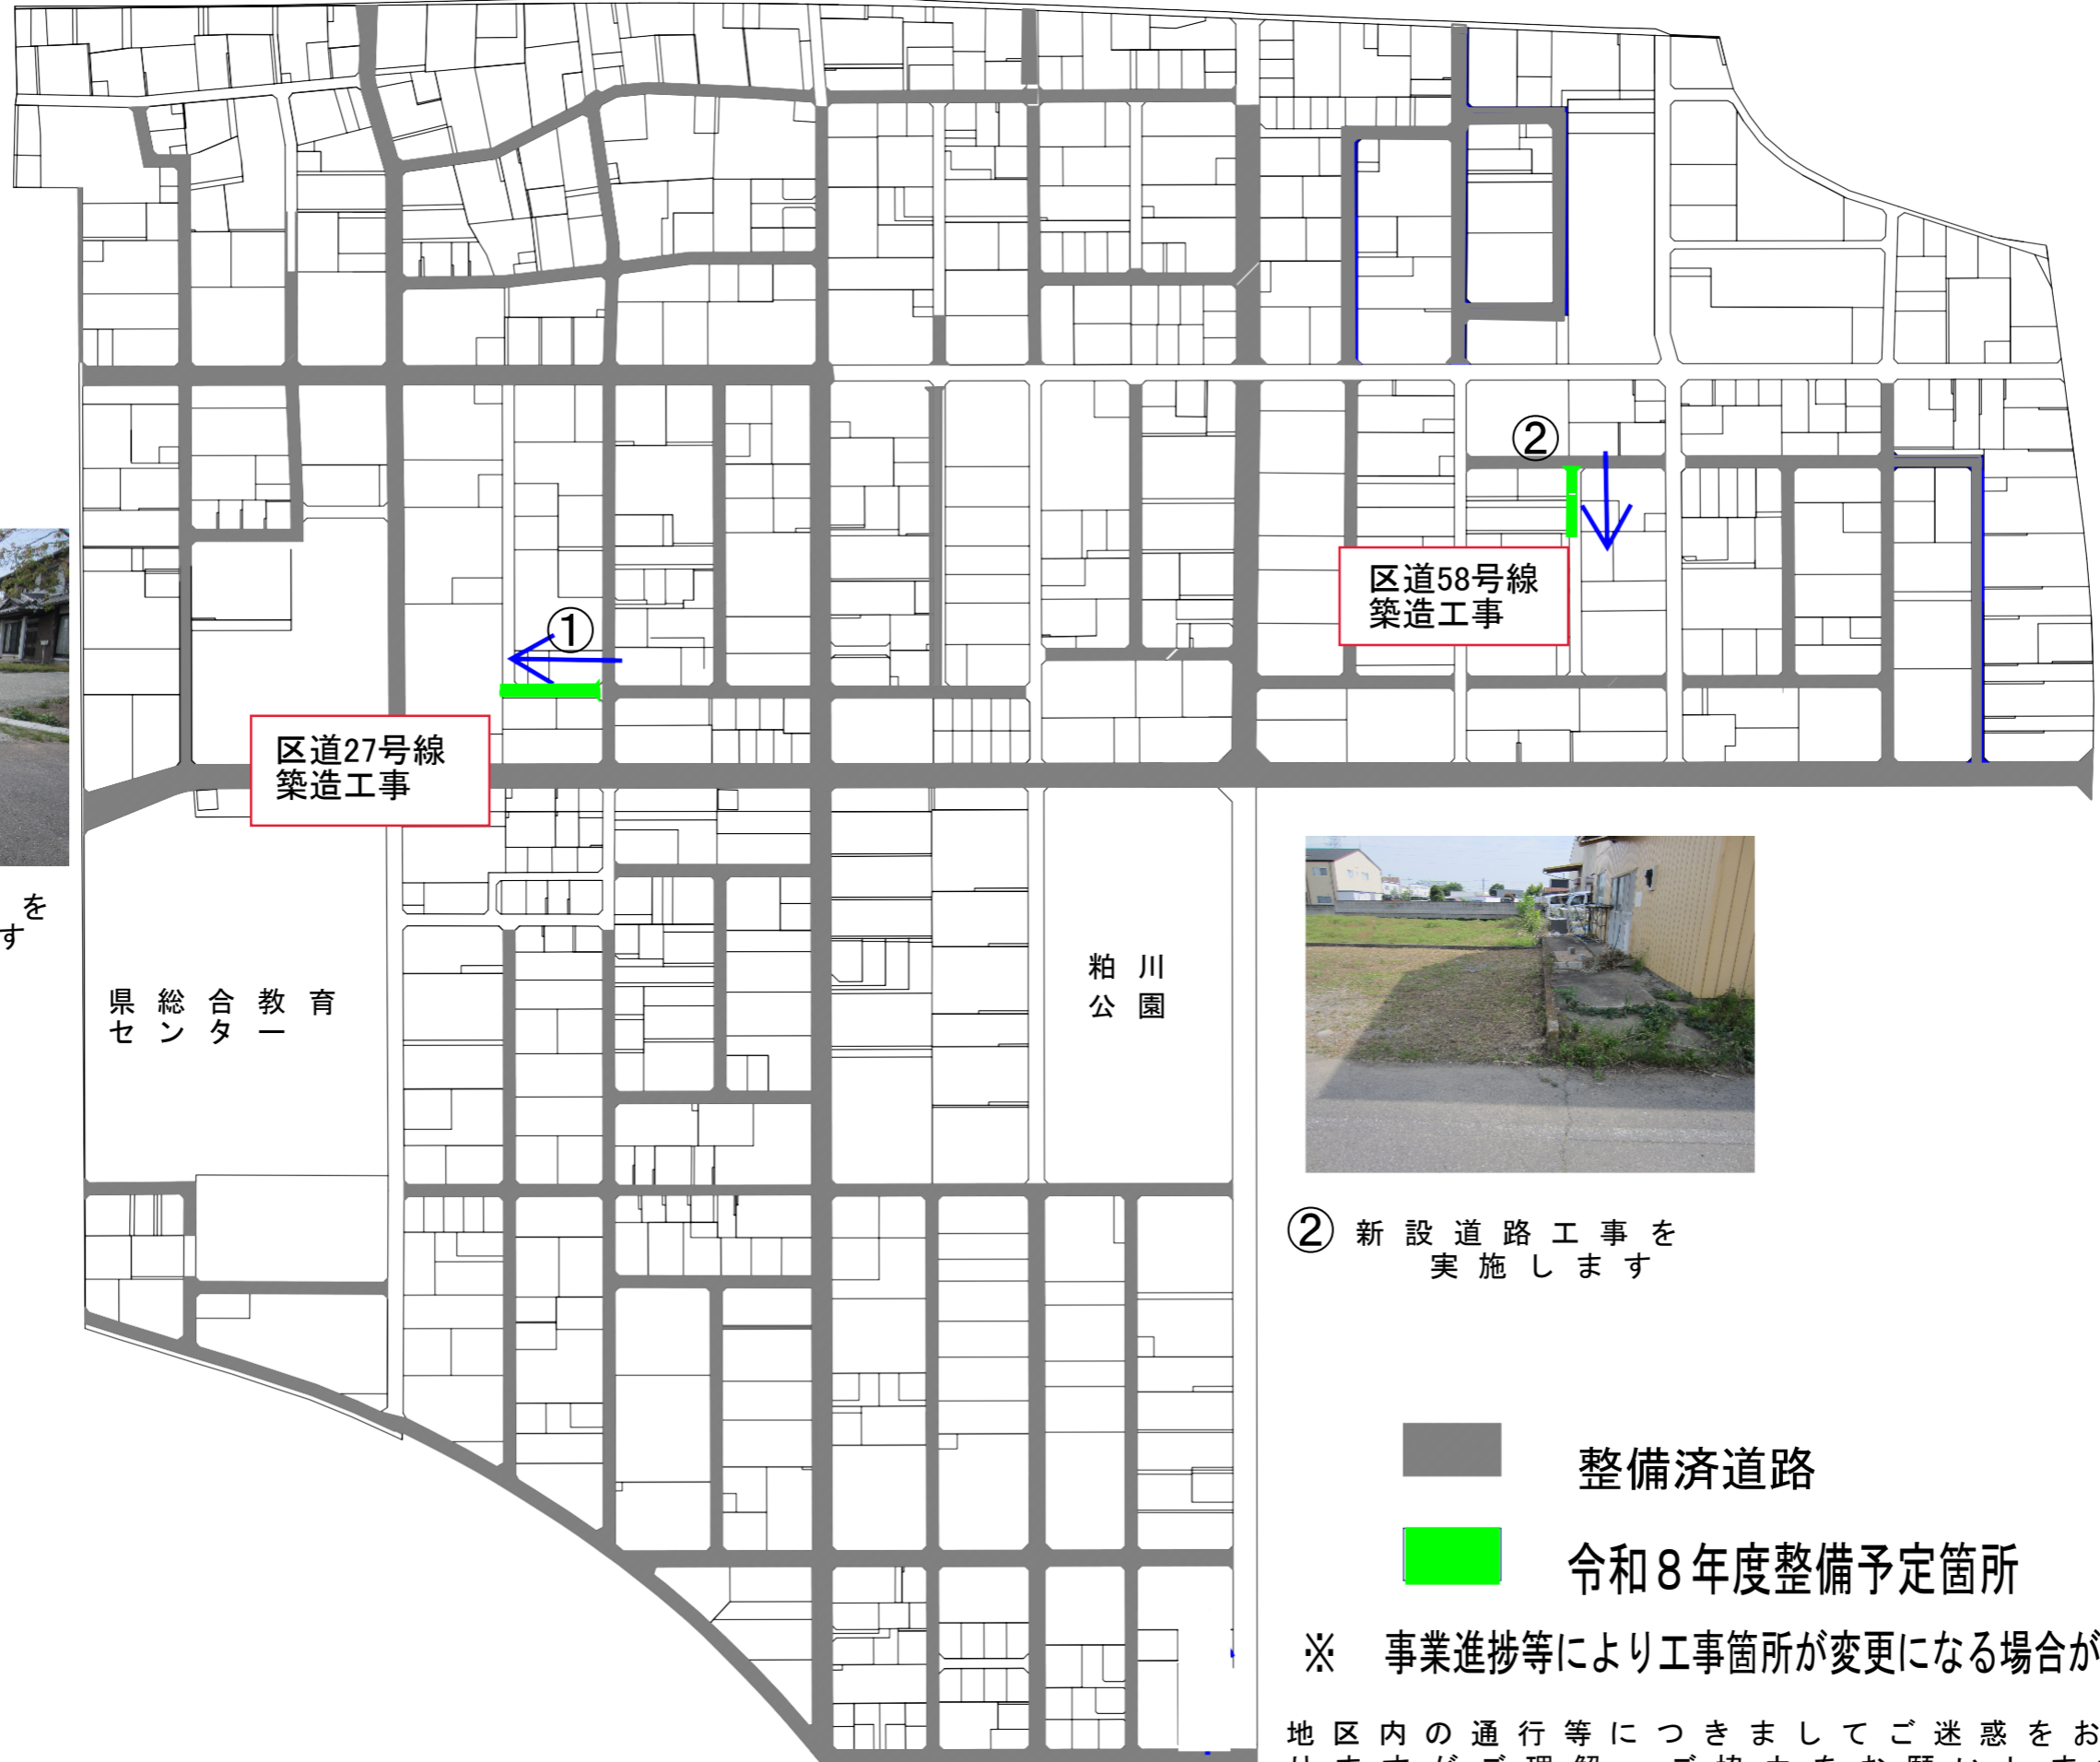 ②
区道58号線
築造工事
①
区道27号線
築造工事
を
す
県総合教育
センター
粕川
公園
② 新設道路工事を
実施します
整備済道路
令和８年度整備予定箇所
※ 事業進捗等により工事箇所が変更になる場合が
地区内の通行等につきましてご迷惑をお